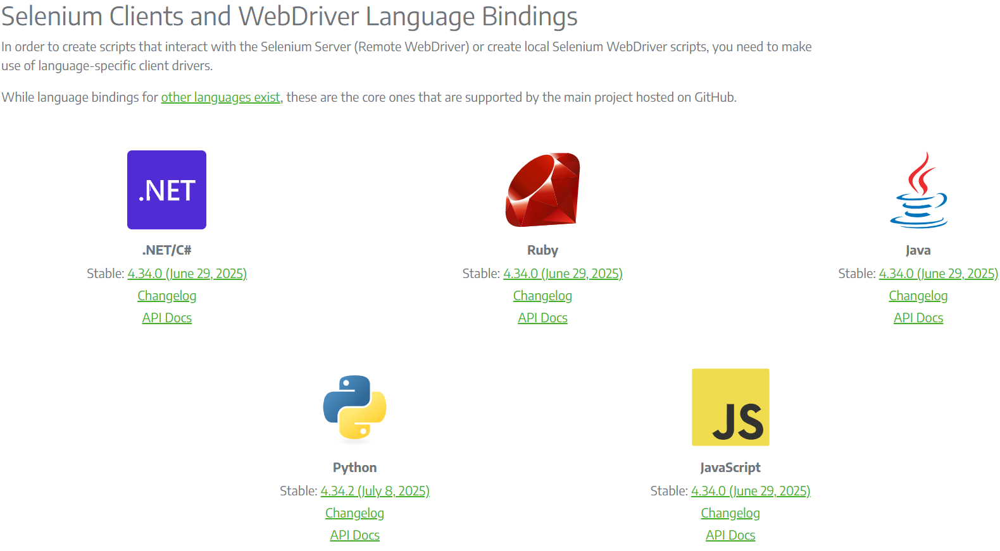 Selenium Clients and WebDriver Language Bindings
In order to create scripts that interact with the Selenium Server (Remote WebDriver) or create local Selenium WebDriver scripts, you need to make
use of language-specific client drivers.
While language bindings for other languages exist, these are the core ones that are supported by the main project hosted on GitHub.
.NET
.NET/C#
Stable: 4.34.0 (June 29, 2025)
Changelog
API Docs
Ruby
Stable: 4.34.0 (June 29, 2025)
Changelog
API Docs
Java
Stable: 4.34.0 (June 29, 2025)
Changelog
API Docs
Python
Stable: 4.34.2 (July 8, 2025)
Changelog
API Docs
JS
JavaScript
Stable: 4.34.0 (June 29, 2025)
Changelog
API Docs